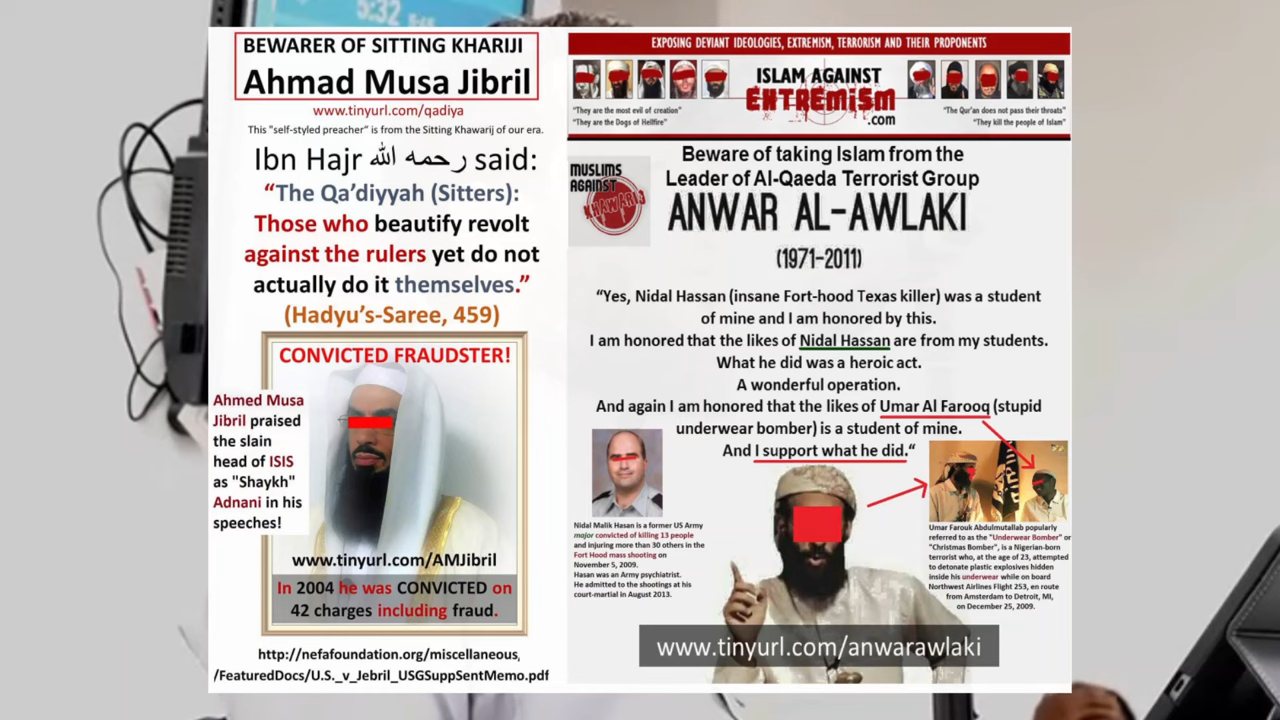 5:32
BEWARER OF SITTING KHARIJI
Ahmad Musa Jibril
www.tinyurl.com/qadiya
This "self-styled preacher" is from the Sitting Khawarij of our era.
Ibn Hajr رحمه الله said:
“The Qa’diyyah (Sitters):
Those who beautify revolt
against the rulers yet do not
actually do it themselves.”
(Hadyu’s-Saree, 459)
CONVICTED FRAUDSTER!
Ahmed Musa
Jibril praised
the slain
head of ISIS
as "Shaykh"
Adnani in his
speeches!
www.tinyurl.com/AMJibril
In 2004 he was CONVICTED on
42 charges including fraud.
http://nefafoundation.org/miscellaneous,
/FeaturedDocs/U.S._v_Jebril_USGSuppSentMemo.pdf
EXPOSING DEVIANT IDEOLOGIES, EXTREMISM, TERRORISM AND THEIR PROPONENTS
ISLAM AGAINST
EXTREMISM
.com
“They are the most evil of creation”
“They are the Dogs of Hellfire”
“The Qur’an does not pass their throats”
“They kill the people of Islam”
MUSLIMS
AGAINST
KHAWARIJ
Beware of taking Islam from the
Leader of Al-Qaeda Terrorist Group
ANWAR AL-AWLAKI
(1971-2011)
“Yes, Nidal Hassan (insane Fort-hood Texas killer) was a student
of mine and I am honored by this.
I am honored that the likes of Nidal Hassan are from my students.
What he did was a heroic act.
A wonderful operation.
And again I am honored that the likes of Umar Al Farooq (stupid
underwear bomber) is a student of mine.
And I support what he did.“
Nidal Malik Hasan is a former US Army
major convicted of killing 13 people
and injuring more than 30 others in the
Fort Hood mass shooting on
November 5, 2009.
Hasan was an Army psychiatrist.
He admitted to the shootings at his
court-martial in August 2013.
Umar Farouk Abdulmutallab popularly
referred to as the "Underwear Bomber" or
"Christmas Bomber", is a Nigerian-born
terrorist who, at the age of 23, attempted
to detonate plastic explosives hidden
inside his underwear while on board
Northwest Airlines Flight 253, en route
from Amsterdam to Detroit, MI,
on December 25, 2009.
www.tinyurl.com/anwarawlaki